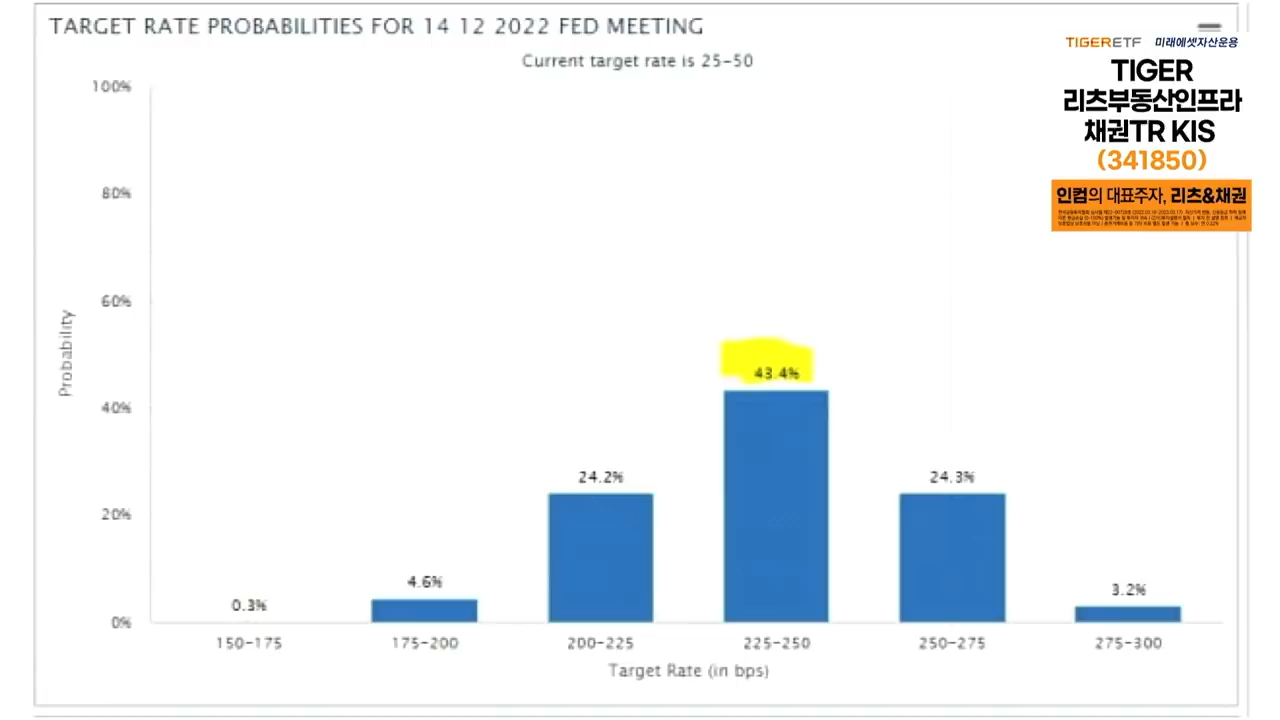 TARGET RATE PROBABILITIES FOR 14 12 2022 FED MEETING
Current target rate is 25-50
TIGERETF 미래에셋자산운용
TIGER
리츠부동산인프라
채권TR KIS
(341850)
인컴의 대표주자, 리츠&채권
Probability
100%
80%
60%
40%
20%
0%
0.3%
4.6%
24.2%
43.4%
24.3%
3.2%
150-175
175-200
200-225
225-250
250-275
275-300
Target Rate (in bps)